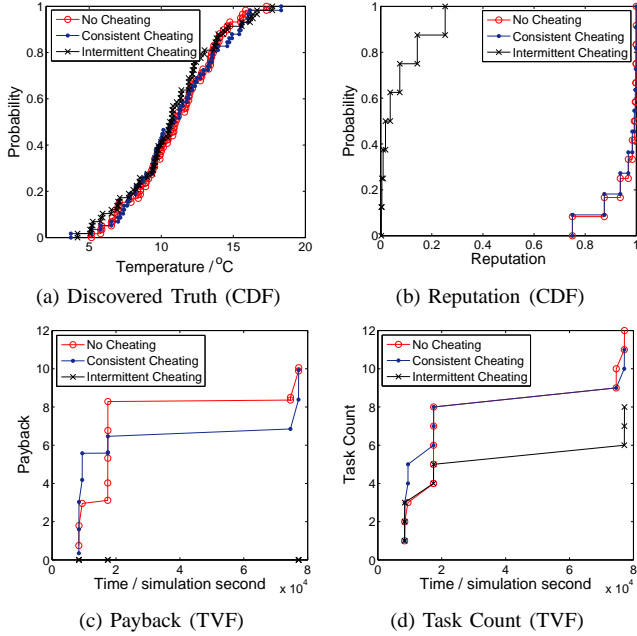 No Cheating
Consistent Cheating
Intermittent Cheating
Probability
1
0.8
0.6
0.4
0.2
0
0 5 10 15 20
Temperature / °C
(a) Discovered Truth (CDF)
No Cheating
Consistent Cheating
Intermittent Cheating
Probability
1
0.8
0.6
0.4
0.2
0
0 0.2 0.4 0.6 0.8 1
Reputation
(b) Reputation (CDF)
No Cheating
Consistent Cheating
Intermittent Cheating
Payback
12
10
8
6
4
2
0
0 2 4 6 8
Time / simulation second
x 10⁴
(c) Payback (TVF)
No Cheating
Consistent Cheating
Intermittent Cheating
Task Count
12
10
8
6
4
2
0
0 2 4 6 8
Time / simulation second
x 10⁴
(d) Task Count (TVF)